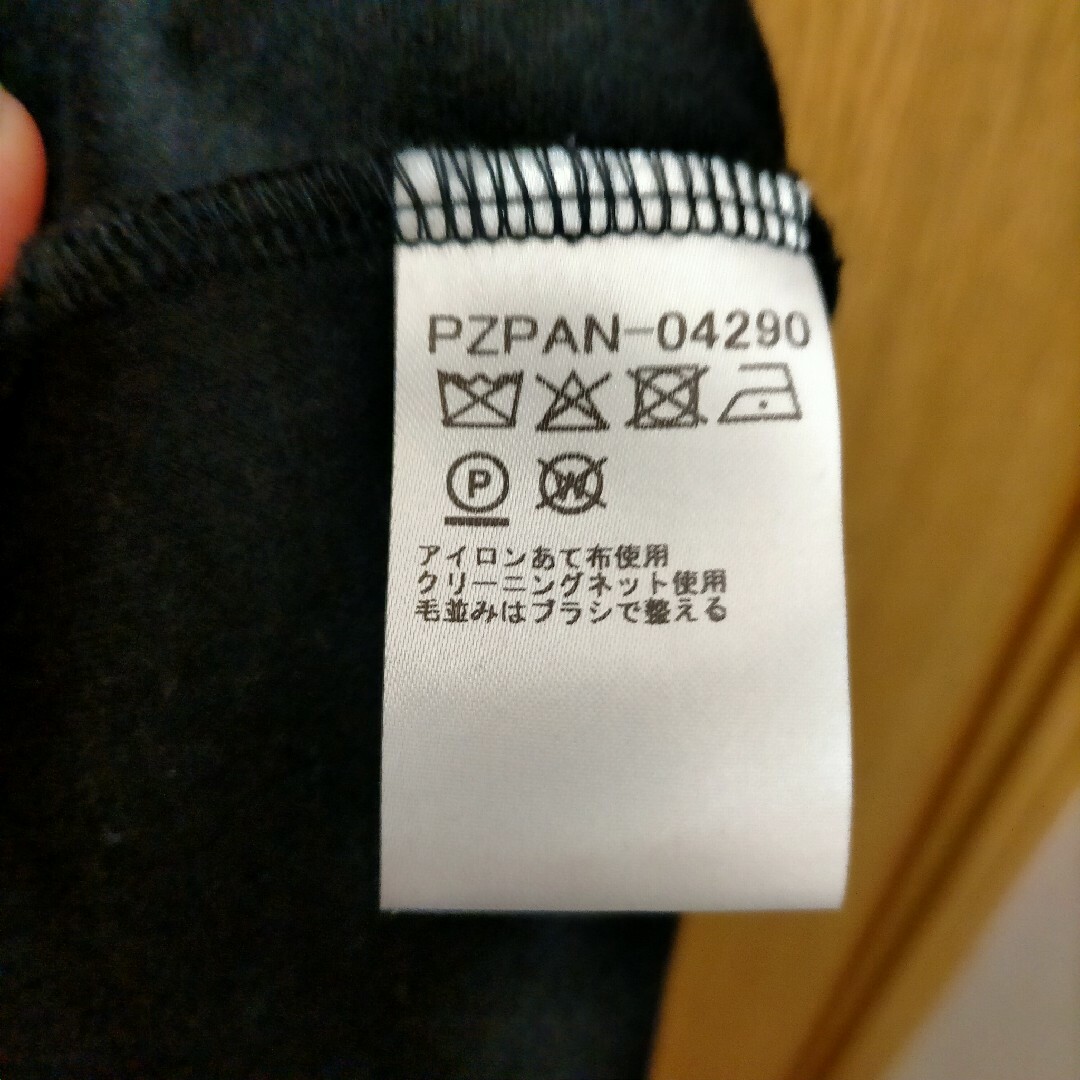 PZPAN-04290
P W
アイロンあて布使用
クリーニングネット使用
毛並みはブラシで整える